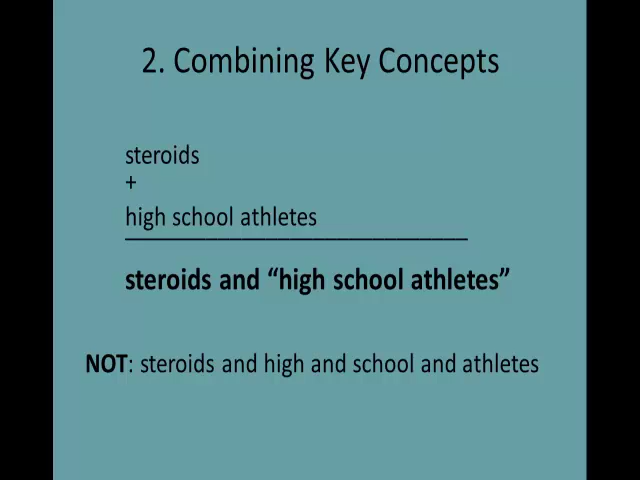 2. Combining Key Concepts
steroids
+
high school athletes
steroids and “high school athletes”
NOT: steroids and high and school and athletes